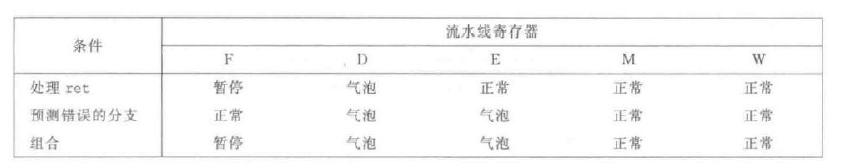 条件 流水线寄存器
F D E M W
处理 ret 暂停 气泡 正常 正常 正常
预测错误的分支 正常 气泡 气泡 正常 正常
组合 暂停 气泡 气泡 正常 正常